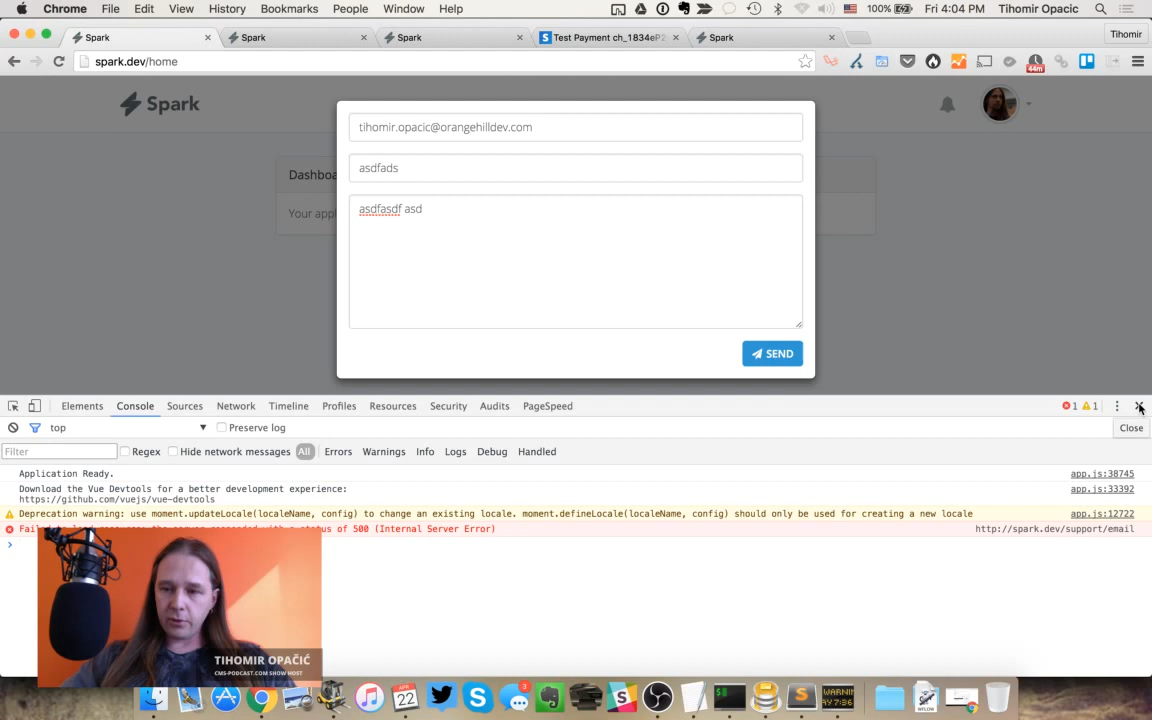 Chrome File Edit View History Bookmarks People Window Help 100% Fri 4:04 PM Tihomir Opacic
Spark Spark Spark Test Payment ch_1834eP2 Spark Tihomir
spark.dev/home 44m
Spark
tihomir.opacic@orangehilldev.com
asdfads
Dashboa
asdfasdf asd
Your appl
SEND
Elements Console Sources Network Timeline Profiles Resources Security Audits PageSpeed 1 1
top Preserve log Close
Filter Regex Hide network messages All Errors Warnings Info Logs Debug Handled
Application Ready. app.js:38745
Download the Vue Devtools for a better development experience: app.js:33392
https://github.com/vuejs/vue-devtools
Deprecation warning: use moment.updateLocale(localeName, config) to change an existing locale. moment.defineLocale(localeName, config) should only be used for creating a new locale app.js:12722
status of 500 (Internal Server Error) http://spark.dev/support/email
TIHOMIR OPAČIĆ
CMS-PODCAST.COM SHOW HOST
APR
22
3
WARNIN
AY 7:36